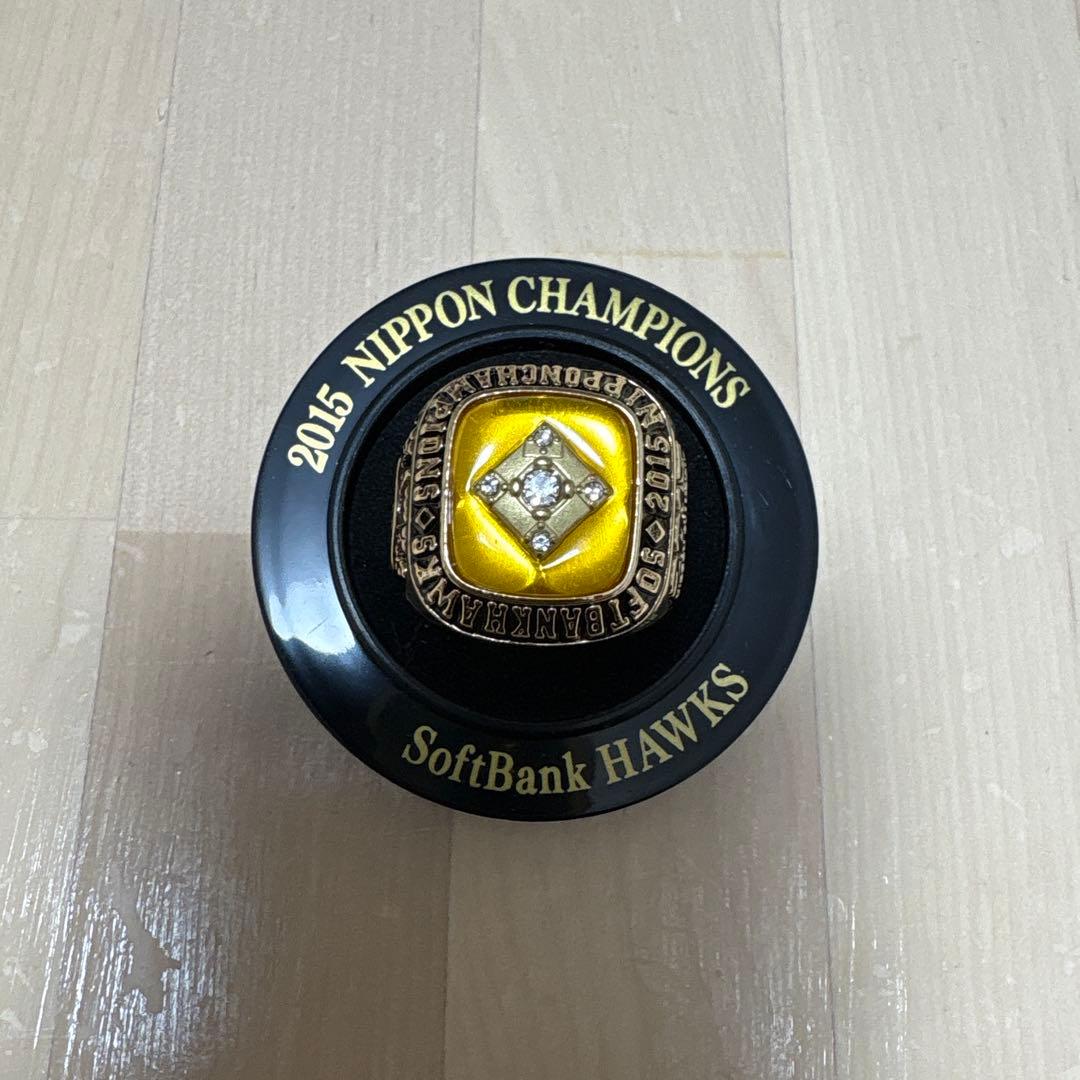 2015 NIPPON CHAMPIONS
2015 NIPPONCHAMPIONS
SOFTBANKHAWKS
SoftBank HAWKS